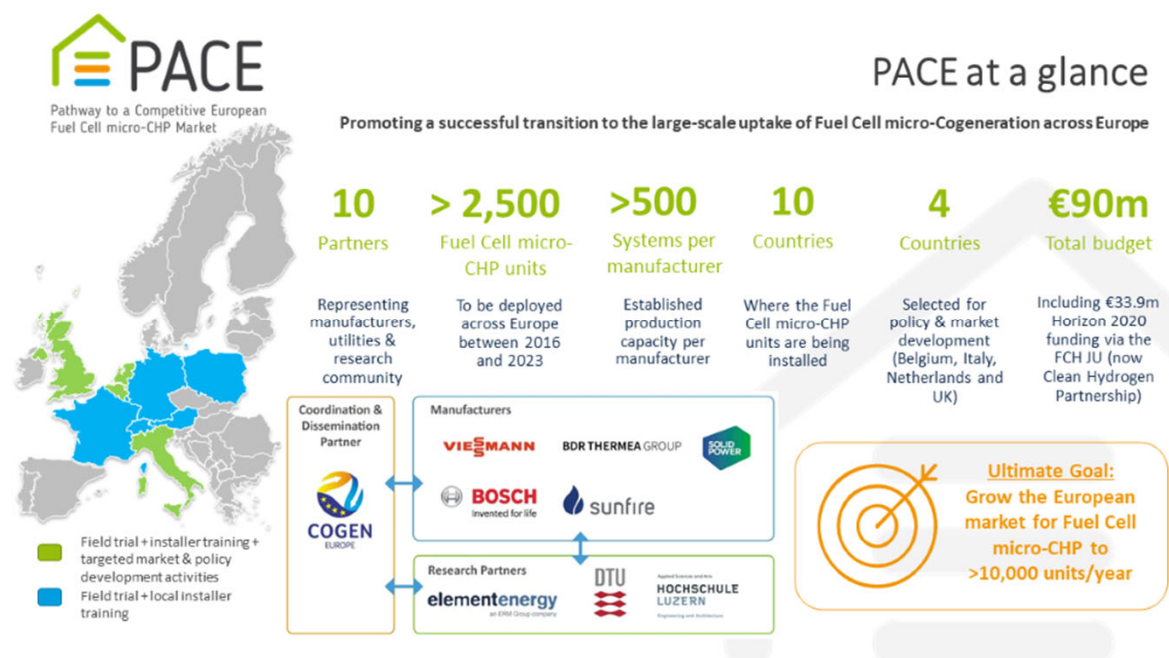 PACE
Pathway to a Competitive European
Fuel Cell micro-CHP Market
PACE at a glance
Promoting a successful transition to the large-scale uptake of Fuel Cell micro-Cogeneration across Europe
10
Partners
Representing
manufacturers,
utilities &
research
community
> 2,500
Fuel Cell micro-
CHP units
To be deployed
across Europe
between 2016
and 2023
>500
Systems per
manufacturer
Established
production
capacity per
manufacturer
10
Countries
Where the Fuel
Cell micro-CHP
units are being
installed
4
Countries
Selected for
policy & market
development
(Belgium, Italy,
Netherlands and
UK)
€90m
Total budget
Including €33.9m
Horizon 2020
funding via the
FCH JU (now
Clean Hydrogen
Partnership)
Field trial + installer training +
targeted market & policy
development activities
Field trial + local installer
training
Coordination &
Dissemination
Partner
COGEN
EUROPE
Manufacturers
VIESSMANN
BDR THERMEA GROUP
SOLID
POWER
BOSCH
Invented for life
sunfire
Research Partners
elementenergy
an ERM Group company
DTU
Applied Sciences and Arts
HOCHSCHULE
LUZERN
Engineering and Architecture
Ultimate Goal:
Grow the European
market for Fuel Cell
micro-CHP to
>10,000 units/year